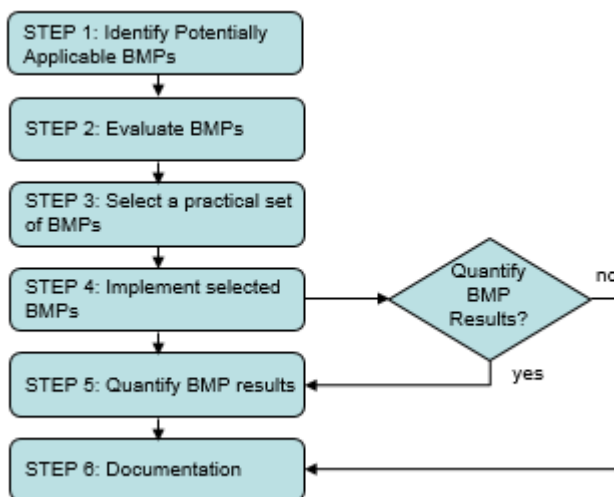 STEP 1: Identify Potentially
Applicable BMPs
STEP 2: Evaluate BMPs
STEP 3: Select a practical set
of BMPs
STEP 4: Implement selected
BMPs
Quantify
BMP
Results?
no
yes
STEP 5: Quantify BMP results
STEP 6: Documentation